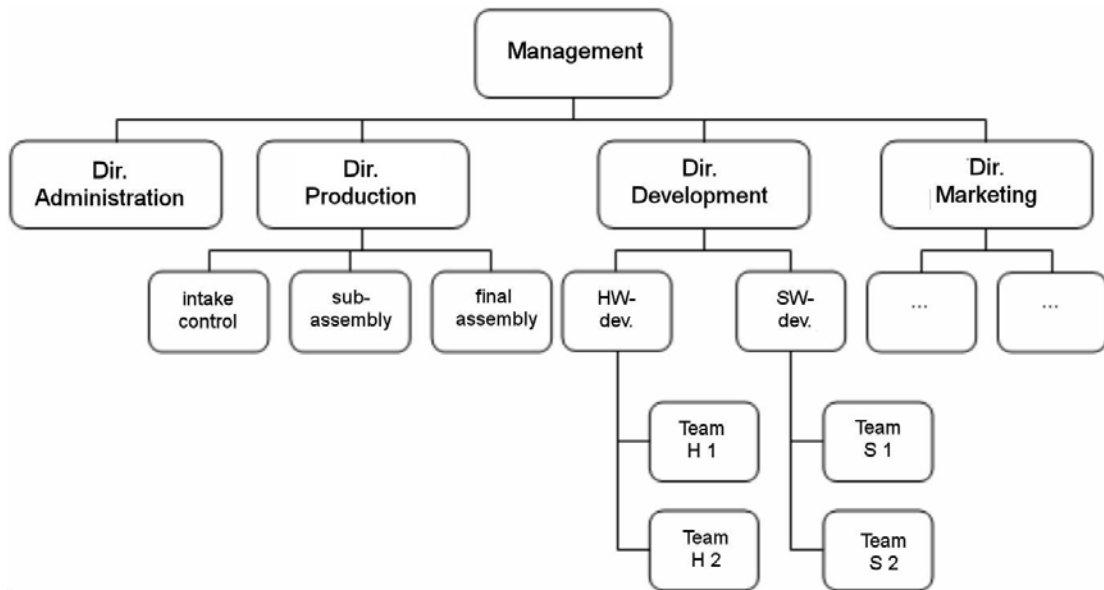 Management
Dir.
Administration
Dir.
Production
Dir.
Development
Dir.
Marketing
intake
control
sub-
assembly
final
assembly
HW-
dev.
SW-
dev.
...
...
Team
H 1
Team
S 1
Team
H 2
Team
S 2